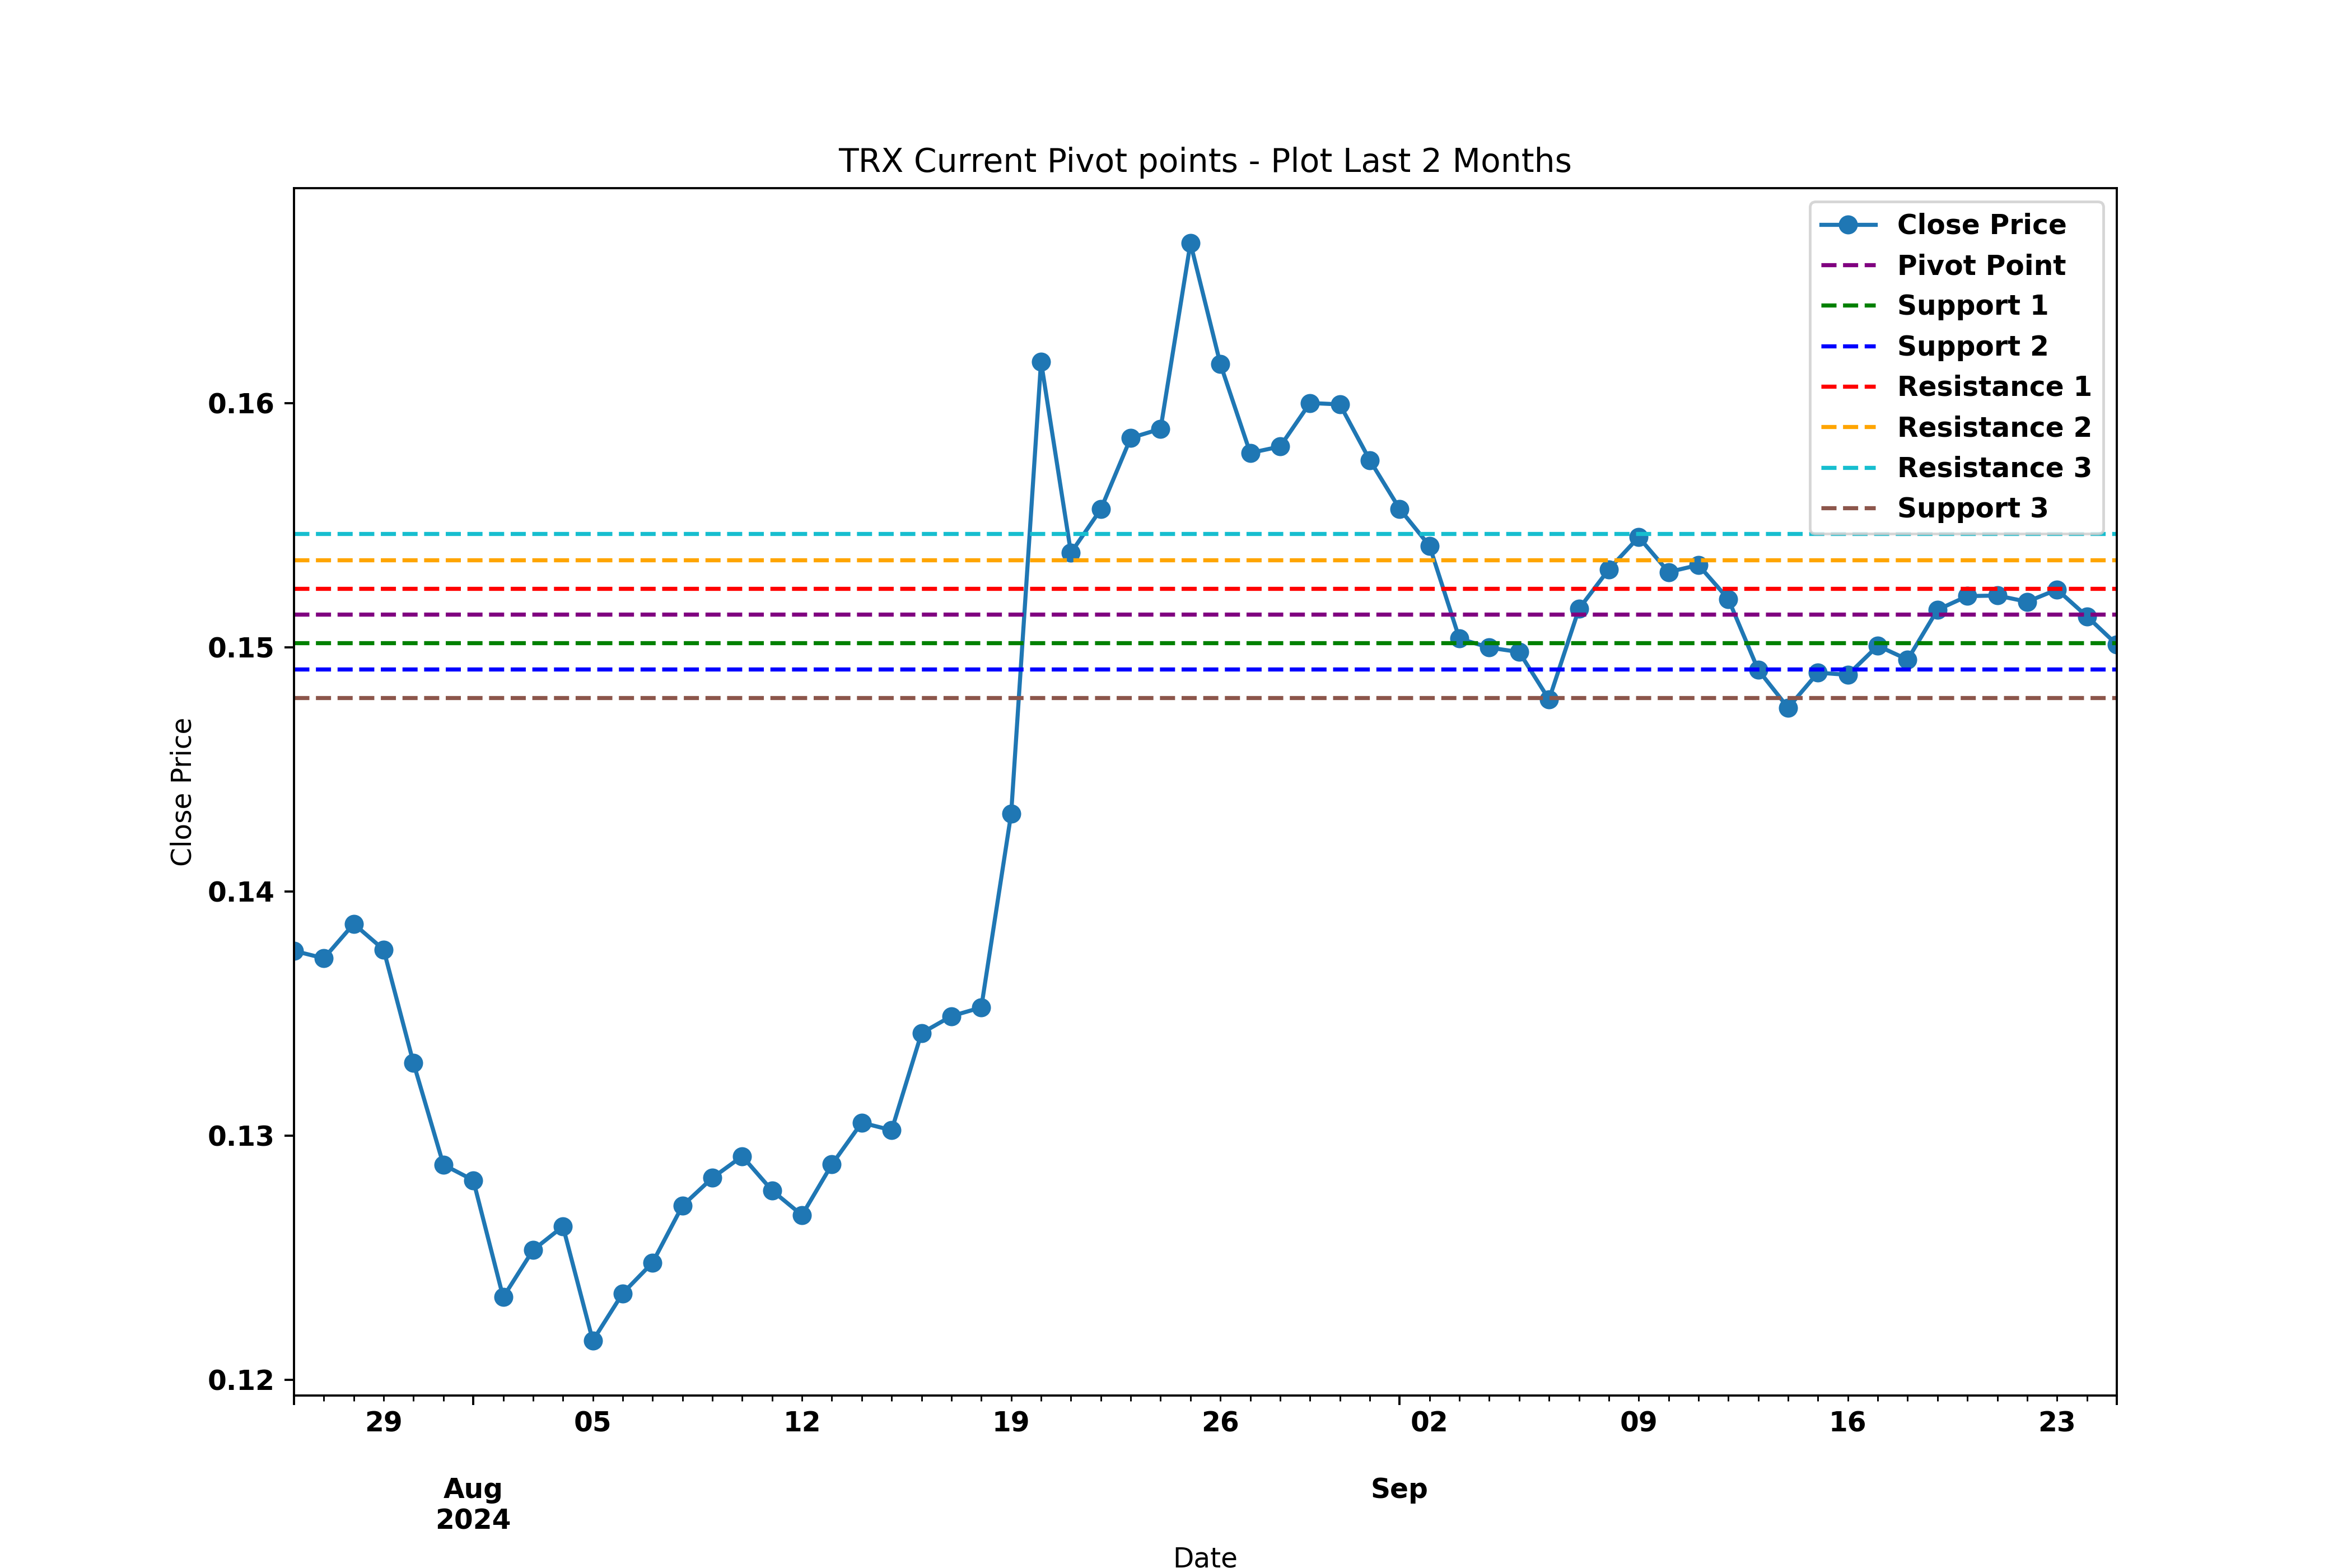 TRX Current Pivot points - Plot Last 2 Months
Close Price
Pivot Point
Support 1
Support 2
Resistance 1
Resistance 2
Resistance 3
Support 3
Close Price
0.16
0.15
0.14
0.13
0.12
29 05 12 19 26 02 09 16 23
Aug Sep
2024
Date